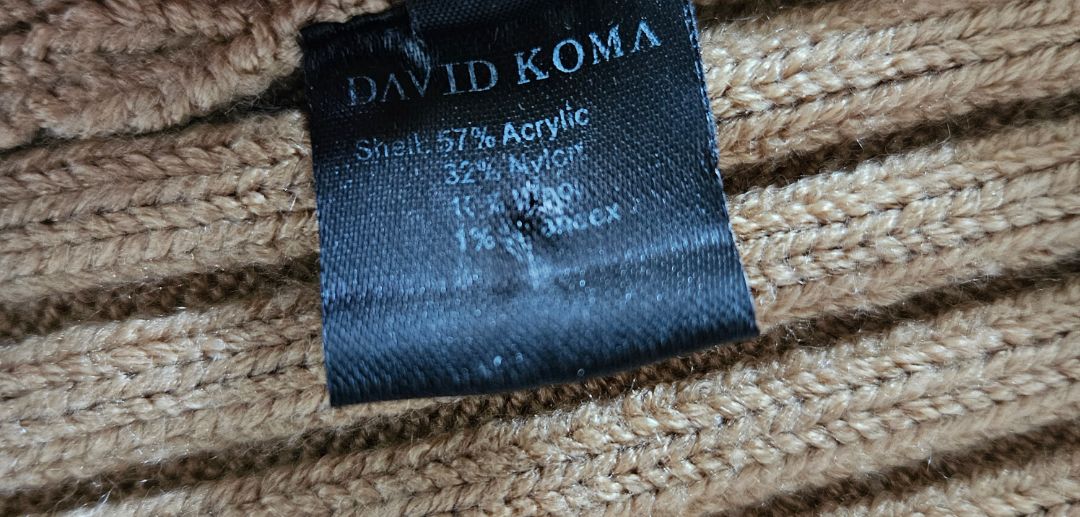 DAVID KOMA
Shell: 57% Acrylic
32% Nylon
1%